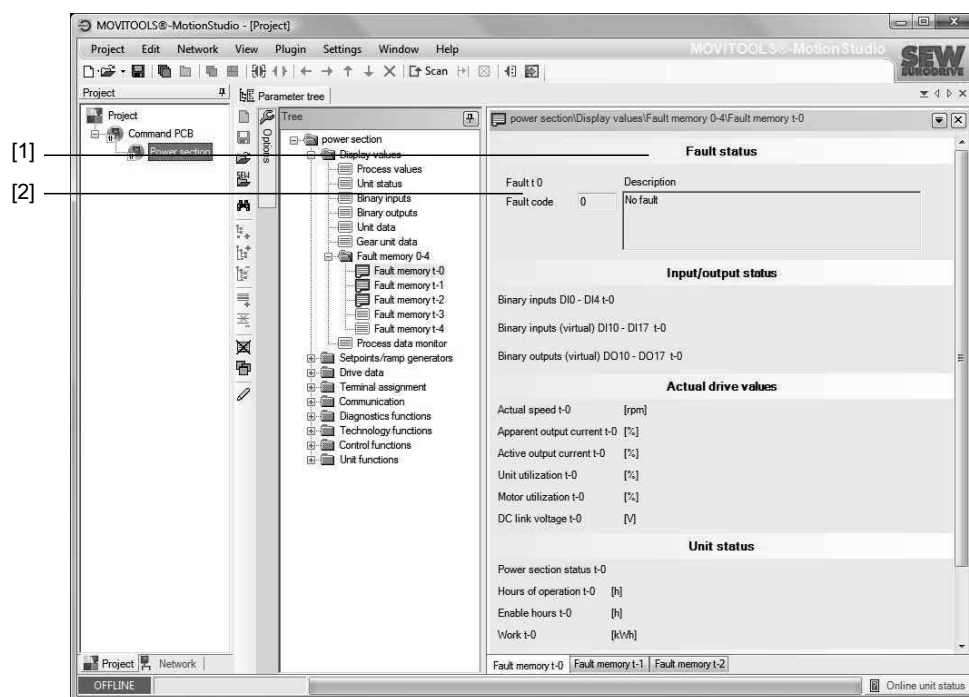 MOVITOOLS®-MotionStudio - [Project]
Project Edit Network View Plugin Settings Window Help
MOVITOOLS®-MotionStudio
SEW
EURODRIVE
Scan
Project
Parameter tree
Project
Command PCB
Power section
Options
Tree
power section
Display values
Process values
Unit status
Binary inputs
Binary outputs
Unit data
Gear unit data
Fault memory 0-4
Fault memory t-0
Fault memory t-1
Fault memory t-2
Fault memory t-3
Fault memory t-4
Process data monitor
Setpoints/ramp generators
Drive data
Terminal assignment
Communication
Diagnostics functions
Technology functions
Control functions
Unit functions
power section\Display values\Fault memory 0-4\Fault memory t-0
[1]
Fault status
[2]
Fault t 0 Description
Fault code 0 No fault
Input/output status
Binary inputs DI0 - DI4 t-0
Binary inputs (virtual) DI10 - DI17 t-0
Binary outputs (virtual) DO10 - DO17 t-0
Actual drive values
Actual speed t-0 [rpm]
Apparent output current t-0 [%]
Active output current t-0 [%]
Unit utilization t-0 [%]
Motor utilization t-0 [%]
DC link voltage t-0 [V]
Unit status
Power section status t-0
Hours of operation t-0 [h]
Enable hours t-0 [h]
Work t-0 [kWh]
Project Network
Fault memory t-0 Fault memory t-1 Fault memory t-2
OFFLINE
Online unit status